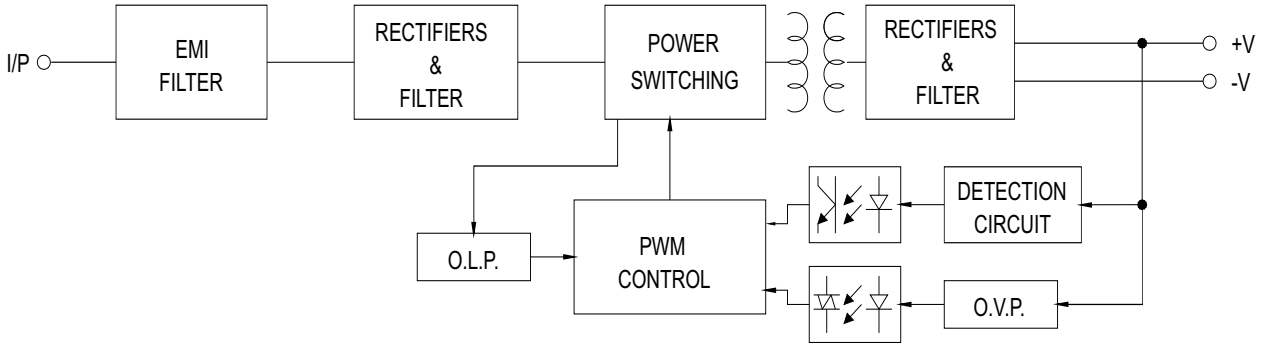 I/P
EMI
FILTER
RECTIFIERS
&
FILTER
POWER
SWITCHING
RECTIFIERS
&
FILTER
+V
-V
O.L.P.
PWM
CONTROL
DETECTION
CIRCUIT
O.V.P.